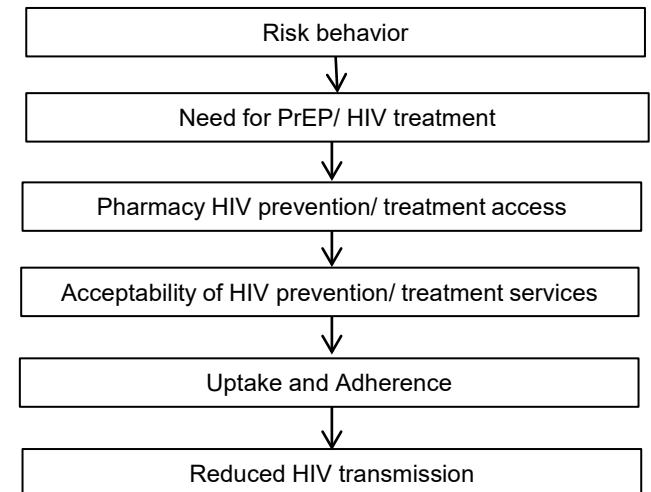 Risk behavior
Need for PrEP/ HIV treatment
Pharmacy HIV prevention/ treatment access
Acceptability of HIV prevention/ treatment services
Uptake and Adherence
Reduced HIV transmission